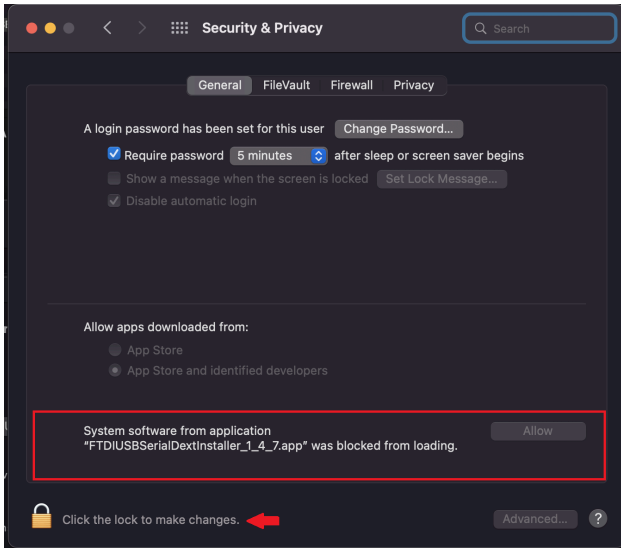 Security & Privacy
Search
General FileVault Firewall Privacy
A login password has been set for this user Change Password...
Require password 5 minutes after sleep or screen saver begins
Show a message when the screen is locked Set Lock Message...
Disable automatic login
Allow apps downloaded from:
App Store
App Store and identified developers
System software from application Allow
“FTDIUSBSerialDextInstaller_1_4_7.app” was blocked from loading.
Click the lock to make changes. Advanced... ?